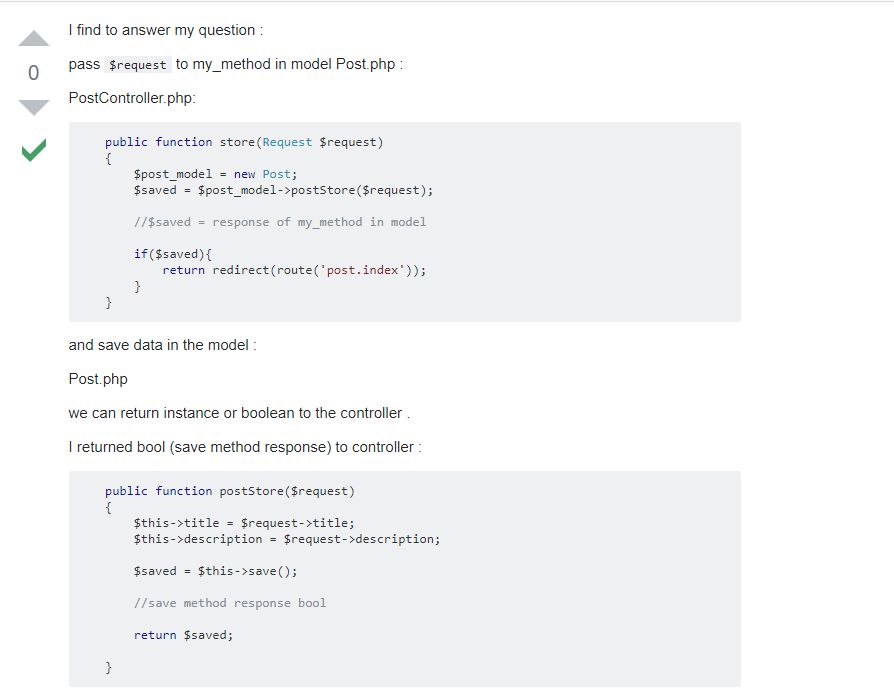 I find to answer my question :
0
pass $request to my_method in model Post.php :
PostController.php:
public function store(Request $request)
{
$post_model = new Post;
$saved = $post_model->postStore($request);
//$saved = response of my_method in model
if($saved){
return redirect(route('post.index'));
}
}
and save data in the model :
Post.php
we can return instance or boolean to the controller .
I returned bool (save method response) to controller :
public function postStore($request)
{
$this->title = $request->title;
$this->description = $request->description;
$saved = $this->save();
//save method response bool
return $saved;
}